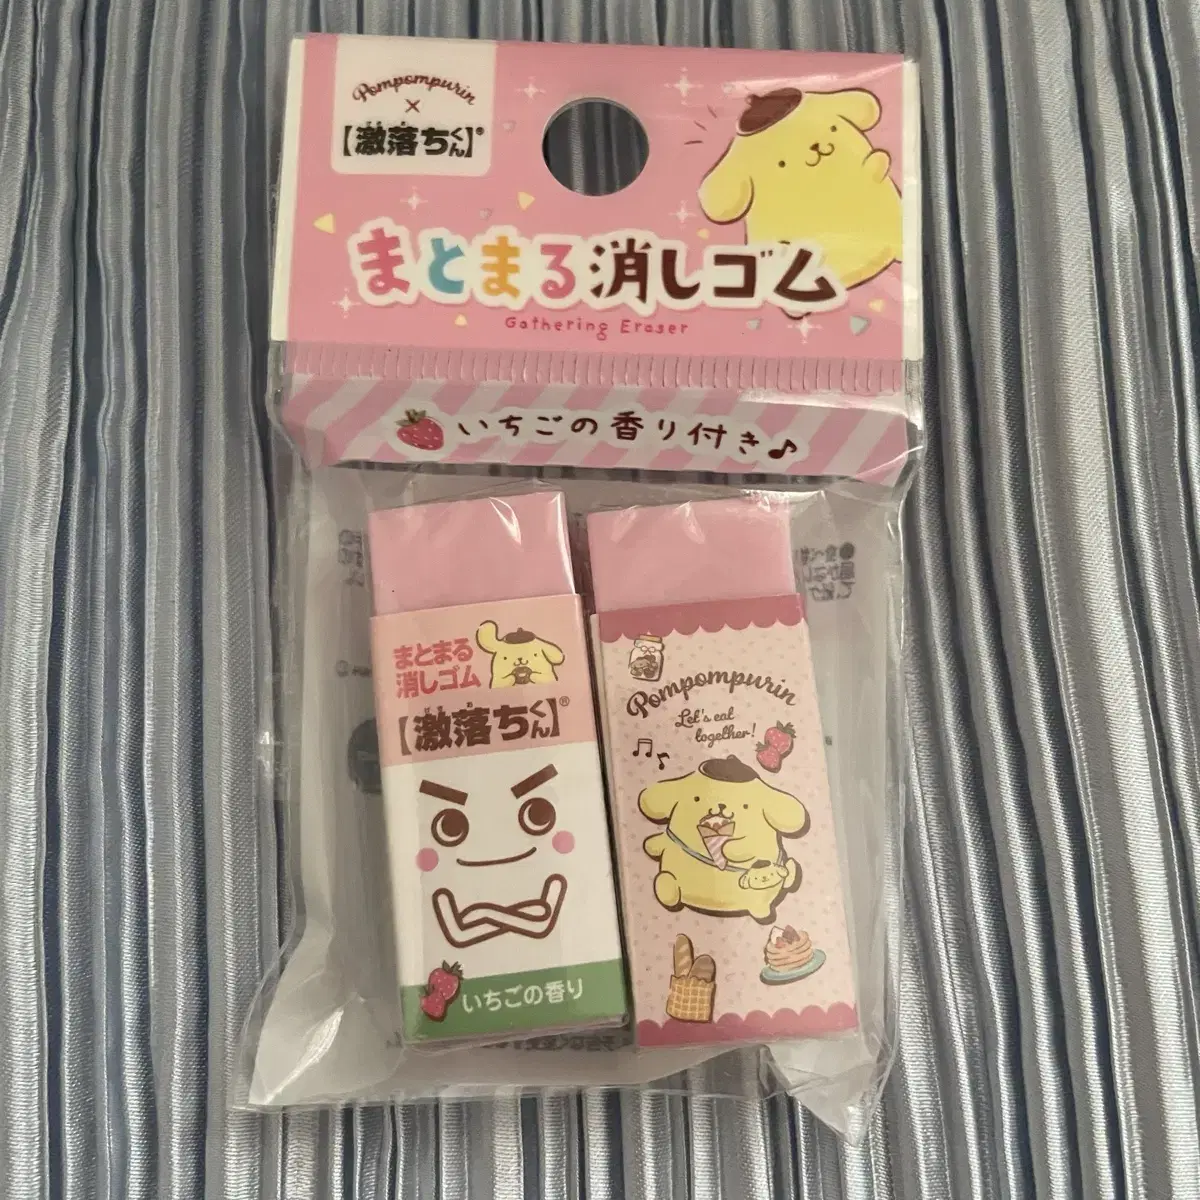 Pompompurin
×
【激落ちくん】®
まとまる消しゴム
Gathering Eraser
いちごの香り付き♪
まとまる
消しゴム
【激落ちくん】®
いちごの香り
Pompompurin
Let's eat
together!